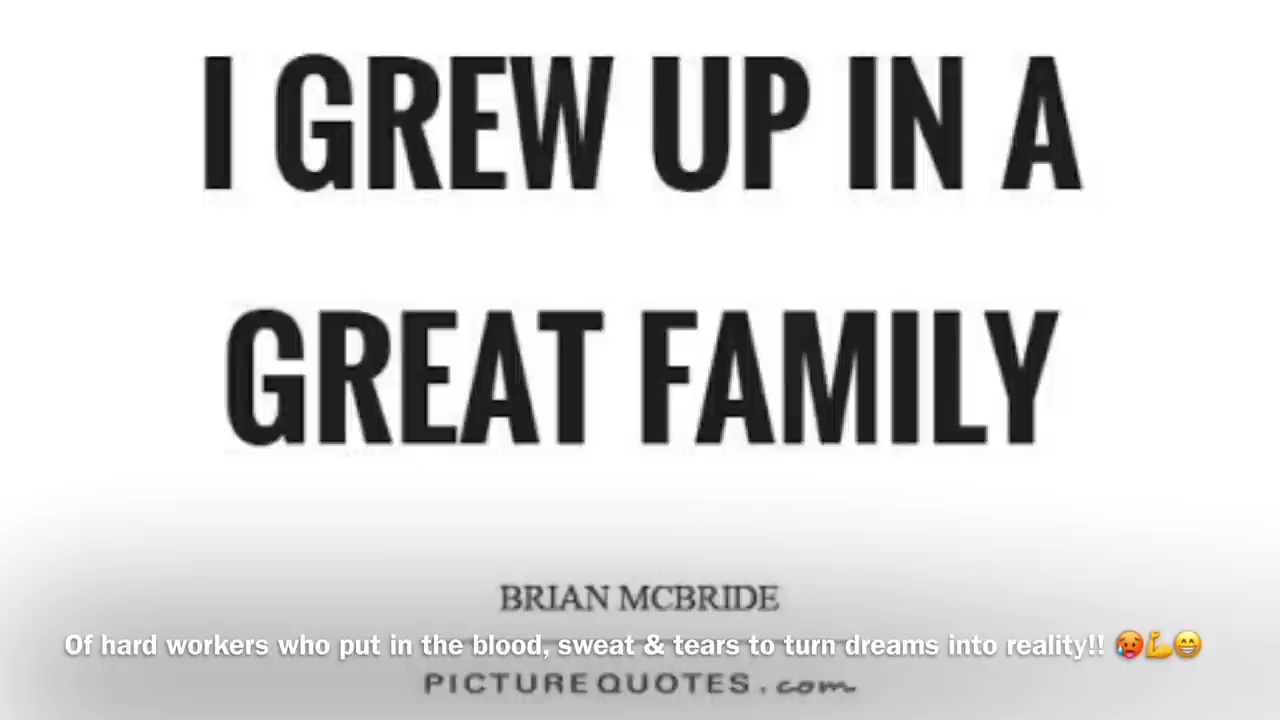 I GREW UP IN A
GREAT FAMILY
BRIAN MCBRIDE
Of hard workers who put in the blood, sweat & tears to turn dreams into reality!! 🥵💪😁
PICTUREQUOTES.com